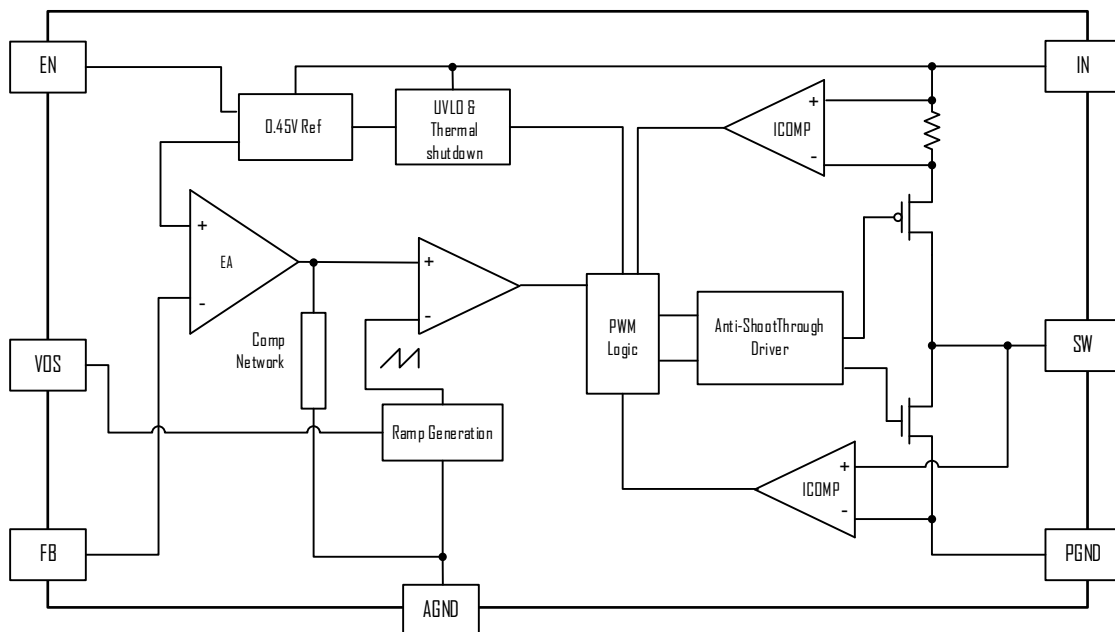 EN
IN
0.45V Ref
UVLO &
Thermal
shutdown
+
ICOMP
-
+
EA
-
+
-
Comp
Network
PWM
Logic
Anti-ShootThrough
Driver
VOS
SW
Ramp Generation
+
ICOMP
-
FB
PGND
AGND